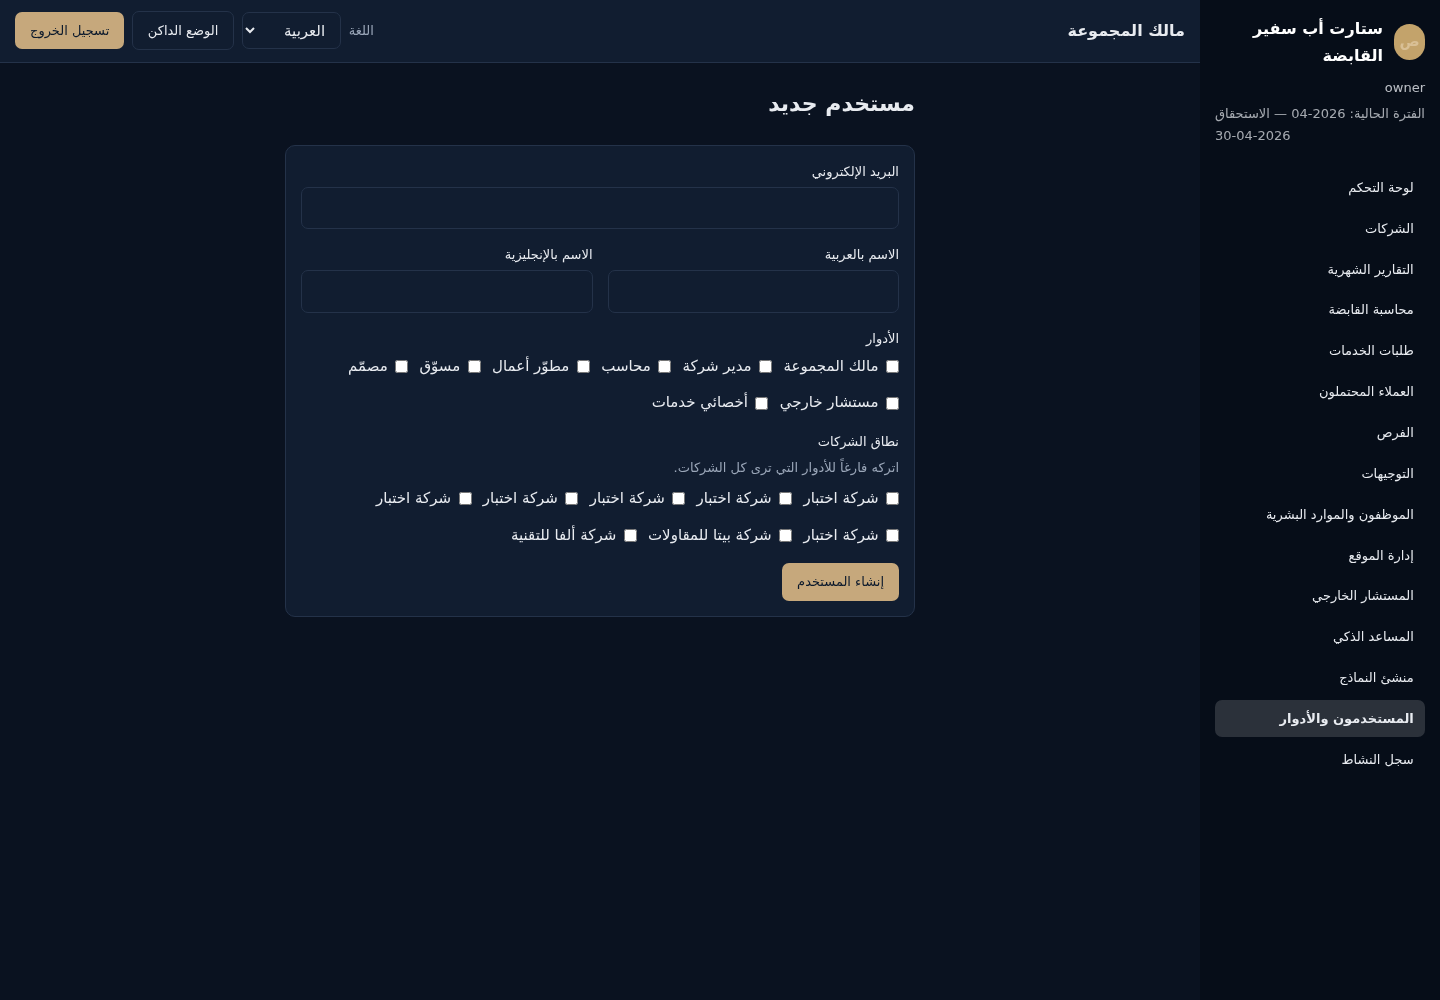 ص
ستارت أب سفير
القابضة
owner
الفترة الحالية: 2026-04 — الاستحقاق
30-04-2026
لوحة التحكم
الشركات
التقارير الشهرية
محاسبة القابضة
طلبات الخدمات
العملاء المحتملون
الفرص
التوجيهات
الموظفون والموارد البشرية
إدارة الموقع
المستشار الخارجي
المساعد الذكي
منشئ النماذج
المستخدمون والأدوار
سجل النشاط
مالك المجموعة
اللغة
العربية
الوضع الداكن
تسجيل الخروج
مستخدم جديد
البريد الإلكتروني
الاسم بالعربية
الاسم بالإنجليزية
الأدوار
مالك المجموعة مدير شركة محاسب مطوّر أعمال مسوّق مصمّم
مستشار خارجي أخصائي خدمات
نطاق الشركات
اتركه فارغاً للأدوار التي ترى كل الشركات.
شركة اختبار شركة اختبار شركة اختبار شركة اختبار شركة اختبار
شركة اختبار شركة بيتا للمقاولات شركة ألفا للتقنية
إنشاء المستخدم